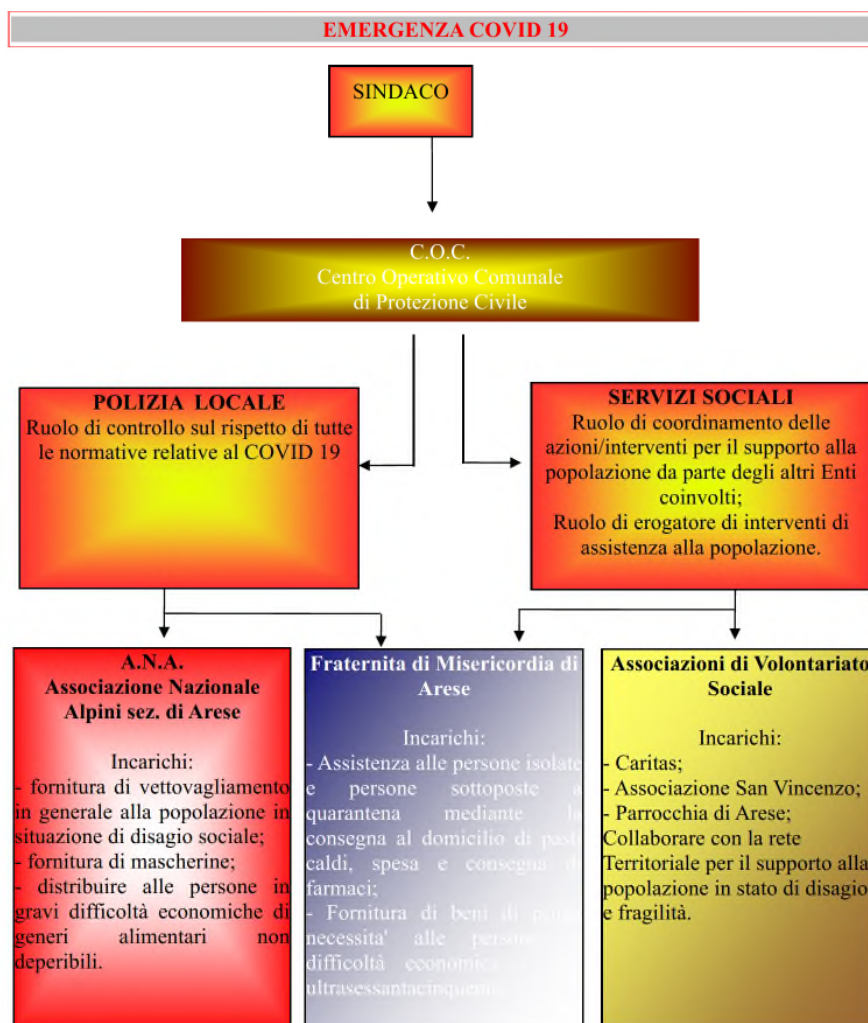 EMERGENZA COVID 19
SINDACO
C.O.C.
Centro Operativo Comunale
di Protezione Civile
POLIZIA LOCALE
Ruolo di controllo sul rispetto di tutte
le normative relative al COVID 19
SERVIZI SOCIALI
Ruolo di coordinamento delle
azioni/interventi per il supporto alla
popolazione da parte degli altri Enti
coinvolti;
Ruolo di erogatore di interventi di
assistenza alla popolazione.
A.N.A.
Associazione Nazionale
Alpini sez. di Arese
Incarichi:
- fornitura di vettovagliamento
in generale alla popolazione in
situazione di disagio sociale;
- fornitura di mascherine;
- distribuire alle persone in
gravi difficoltà economiche di
generi alimentari non
deperibili.
Fraternita di Misericordia di
Arese
Incarichi:
- Assistenza alle persone isolate
e persone sottoposte a
quarantena mediante la
consegna al domicilio di pasti
caldi, spesa e consegna di
farmaci;
- Fornitura di beni di prima
necessita' alle persone
difficoltà
Associazioni di Volontariato
Sociale
Incarichi:
- Caritas;
- Associazione San Vincenzo;
- Parrocchia di Arese;
Collaborare con la rete
Territoriale per il supporto alla
popolazione in stato di disagio
e fragilità.